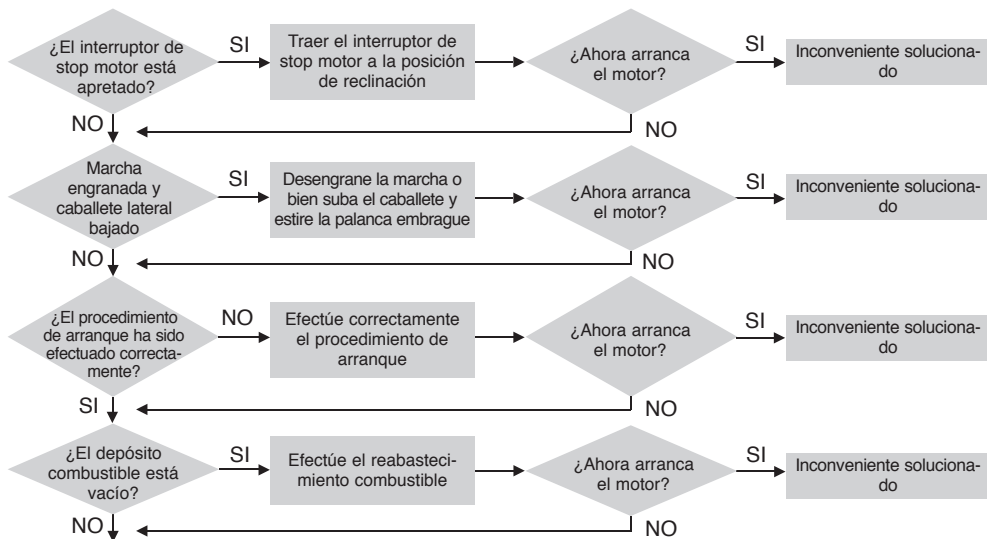 ¿El interruptor de
stop motor está
apretado?
SI
Traer el interruptor de
stop motor a la posición
de reclinación
¿Ahora arranca
el motor?
SI
Inconveniente soluciona-
do
NO
NO
Marcha
engranada y
caballete lateral
bajado
SI
Desengrane la marcha o
bien suba el caballete y
estire la palanca embrague
¿Ahora arranca
el motor?
SI
Inconveniente soluciona-
do
NO
NO
¿El procedimiento
de arranque ha sido
efectuado correcta-
mente?
NO
Efectúe correctamente
el procedimiento de
arranque
¿Ahora arranca
el motor?
SI
Inconveniente soluciona-
do
SI
NO
¿El depósito
combustible está
vacío?
SI
Efectúe el reabasteci-
miento combustible
¿Ahora arranca
el motor?
SI
Inconveniente soluciona-
do
NO
NO